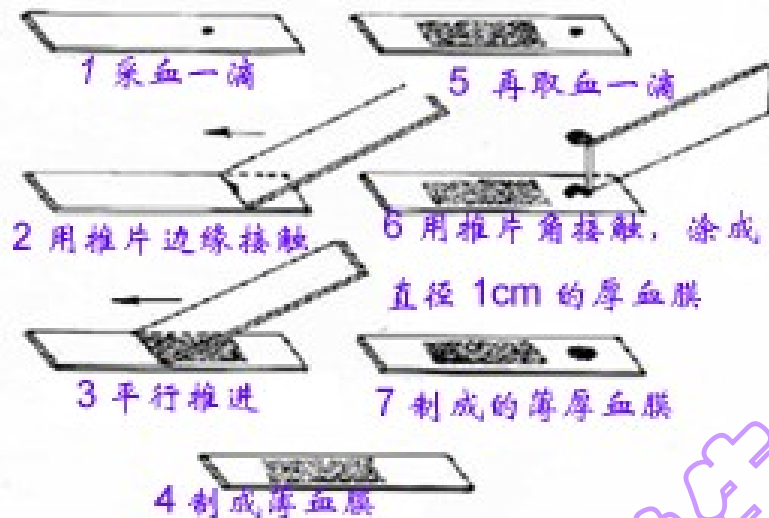 1 采血一滴
2 用推片边缘接触
3 平行推进
4 制成薄血膜
5 再取血一滴
6 用推片角接触，涂成
直径 1cm 的厚血膜
7 制成的薄厚血膜